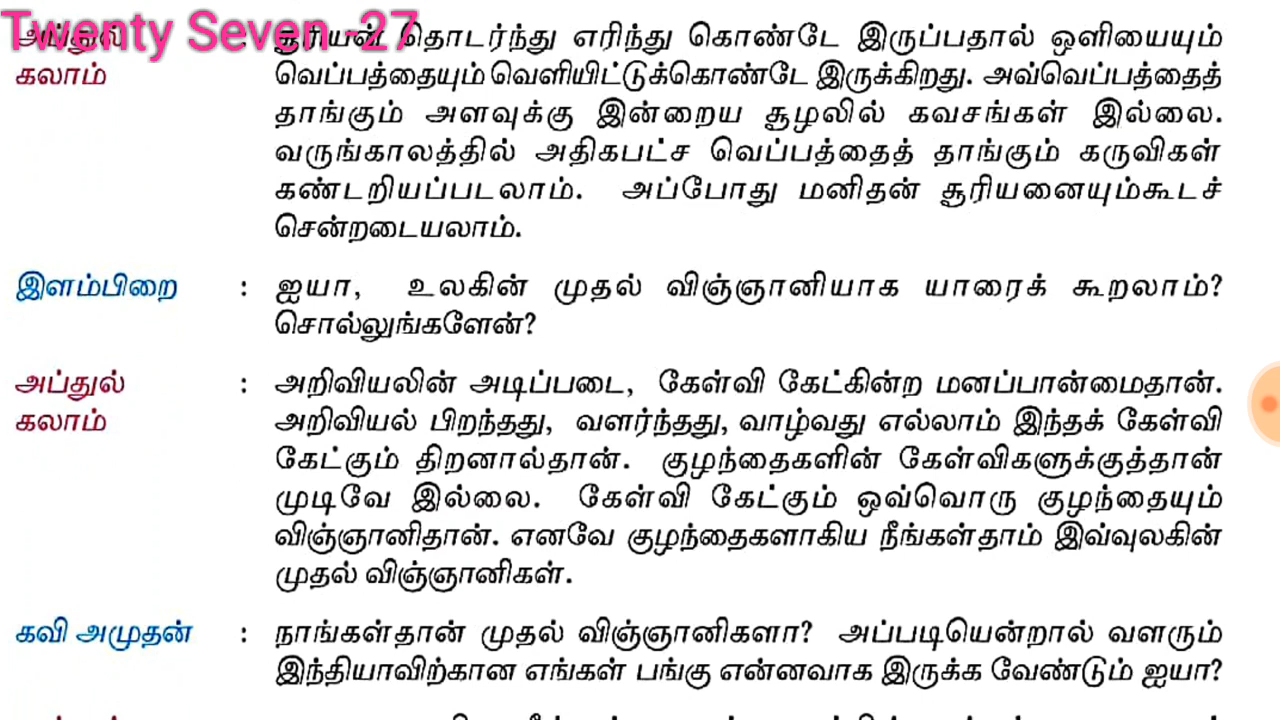 Twenty Seven -27
அப்துல் : சூரியன் தொடர்ந்து எரிந்து கொண்டே இருப்பதால் ஒளியையும்
கலாம் வெப்பத்தையும் வெளியிட்டுக்கொண்டே இருக்கிறது. அவ்வெப்பத்தைத்
தாங்கும் அளவுக்கு இன்றைய சூழலில் கவசங்கள் இல்லை.
வருங்காலத்தில் அதிகபட்ச வெப்பத்தைத் தாங்கும் கருவிகள்
கண்டறியப்படலாம். அப்போது மனிதன் சூரியனையும்கூடச்
சென்றடையலாம்.
இளம்பிறை : ஐயா, உலகின் முதல் விஞ்ஞானியாக யாரைக் கூறலாம்?
சொல்லுங்களேன்?
அப்துல் : அறிவியலின் அடிப்படை, கேள்வி கேட்கின்ற மனப்பான்மைதான்.
கலாம் அறிவியல் பிறந்தது, வளர்ந்தது, வாழ்வது எல்லாம் இந்தக் கேள்வி
கேட்கும் திறனால்தான். குழந்தைகளின் கேள்விகளுக்குத்தான்
முடிவே இல்லை. கேள்வி கேட்கும் ஒவ்வொரு குழந்தையும்
விஞ்ஞானிதான். எனவே குழந்தைகளாகிய நீங்கள்தாம் இவ்வுலகின்
முதல் விஞ்ஞானிகள்.
கவி அமுதன் : நாங்கள்தான் முதல் விஞ்ஞானிகளா? அப்படியென்றால் வளரும்
இந்தியாவிற்கான எங்கள் பங்கு என்னவாக இருக்க வேண்டும் ஐயா?